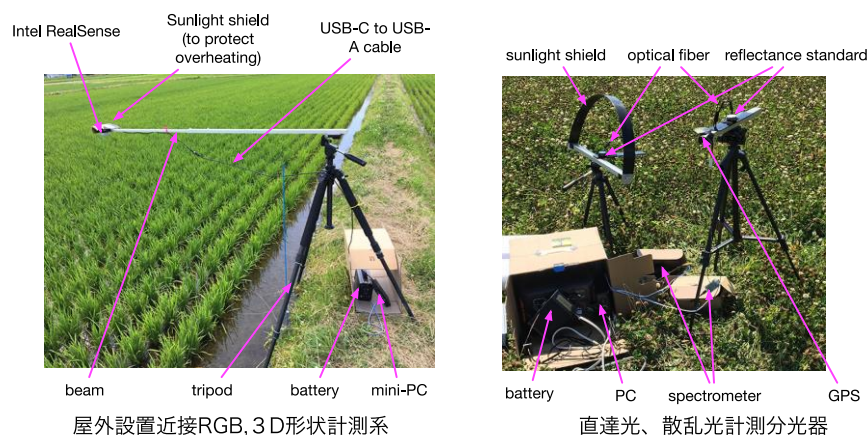 Intel RealSense
Sunlight shield
(to protect
overheating)
USB-C to USB-
A cable
beam
tripod
battery
mini-PC
屋外設置近接RGB,３D形状計測系
sunlight shield
optical fiber
reflectance standard
battery
PC
spectrometer
GPS
直達光、散乱光計測分光器